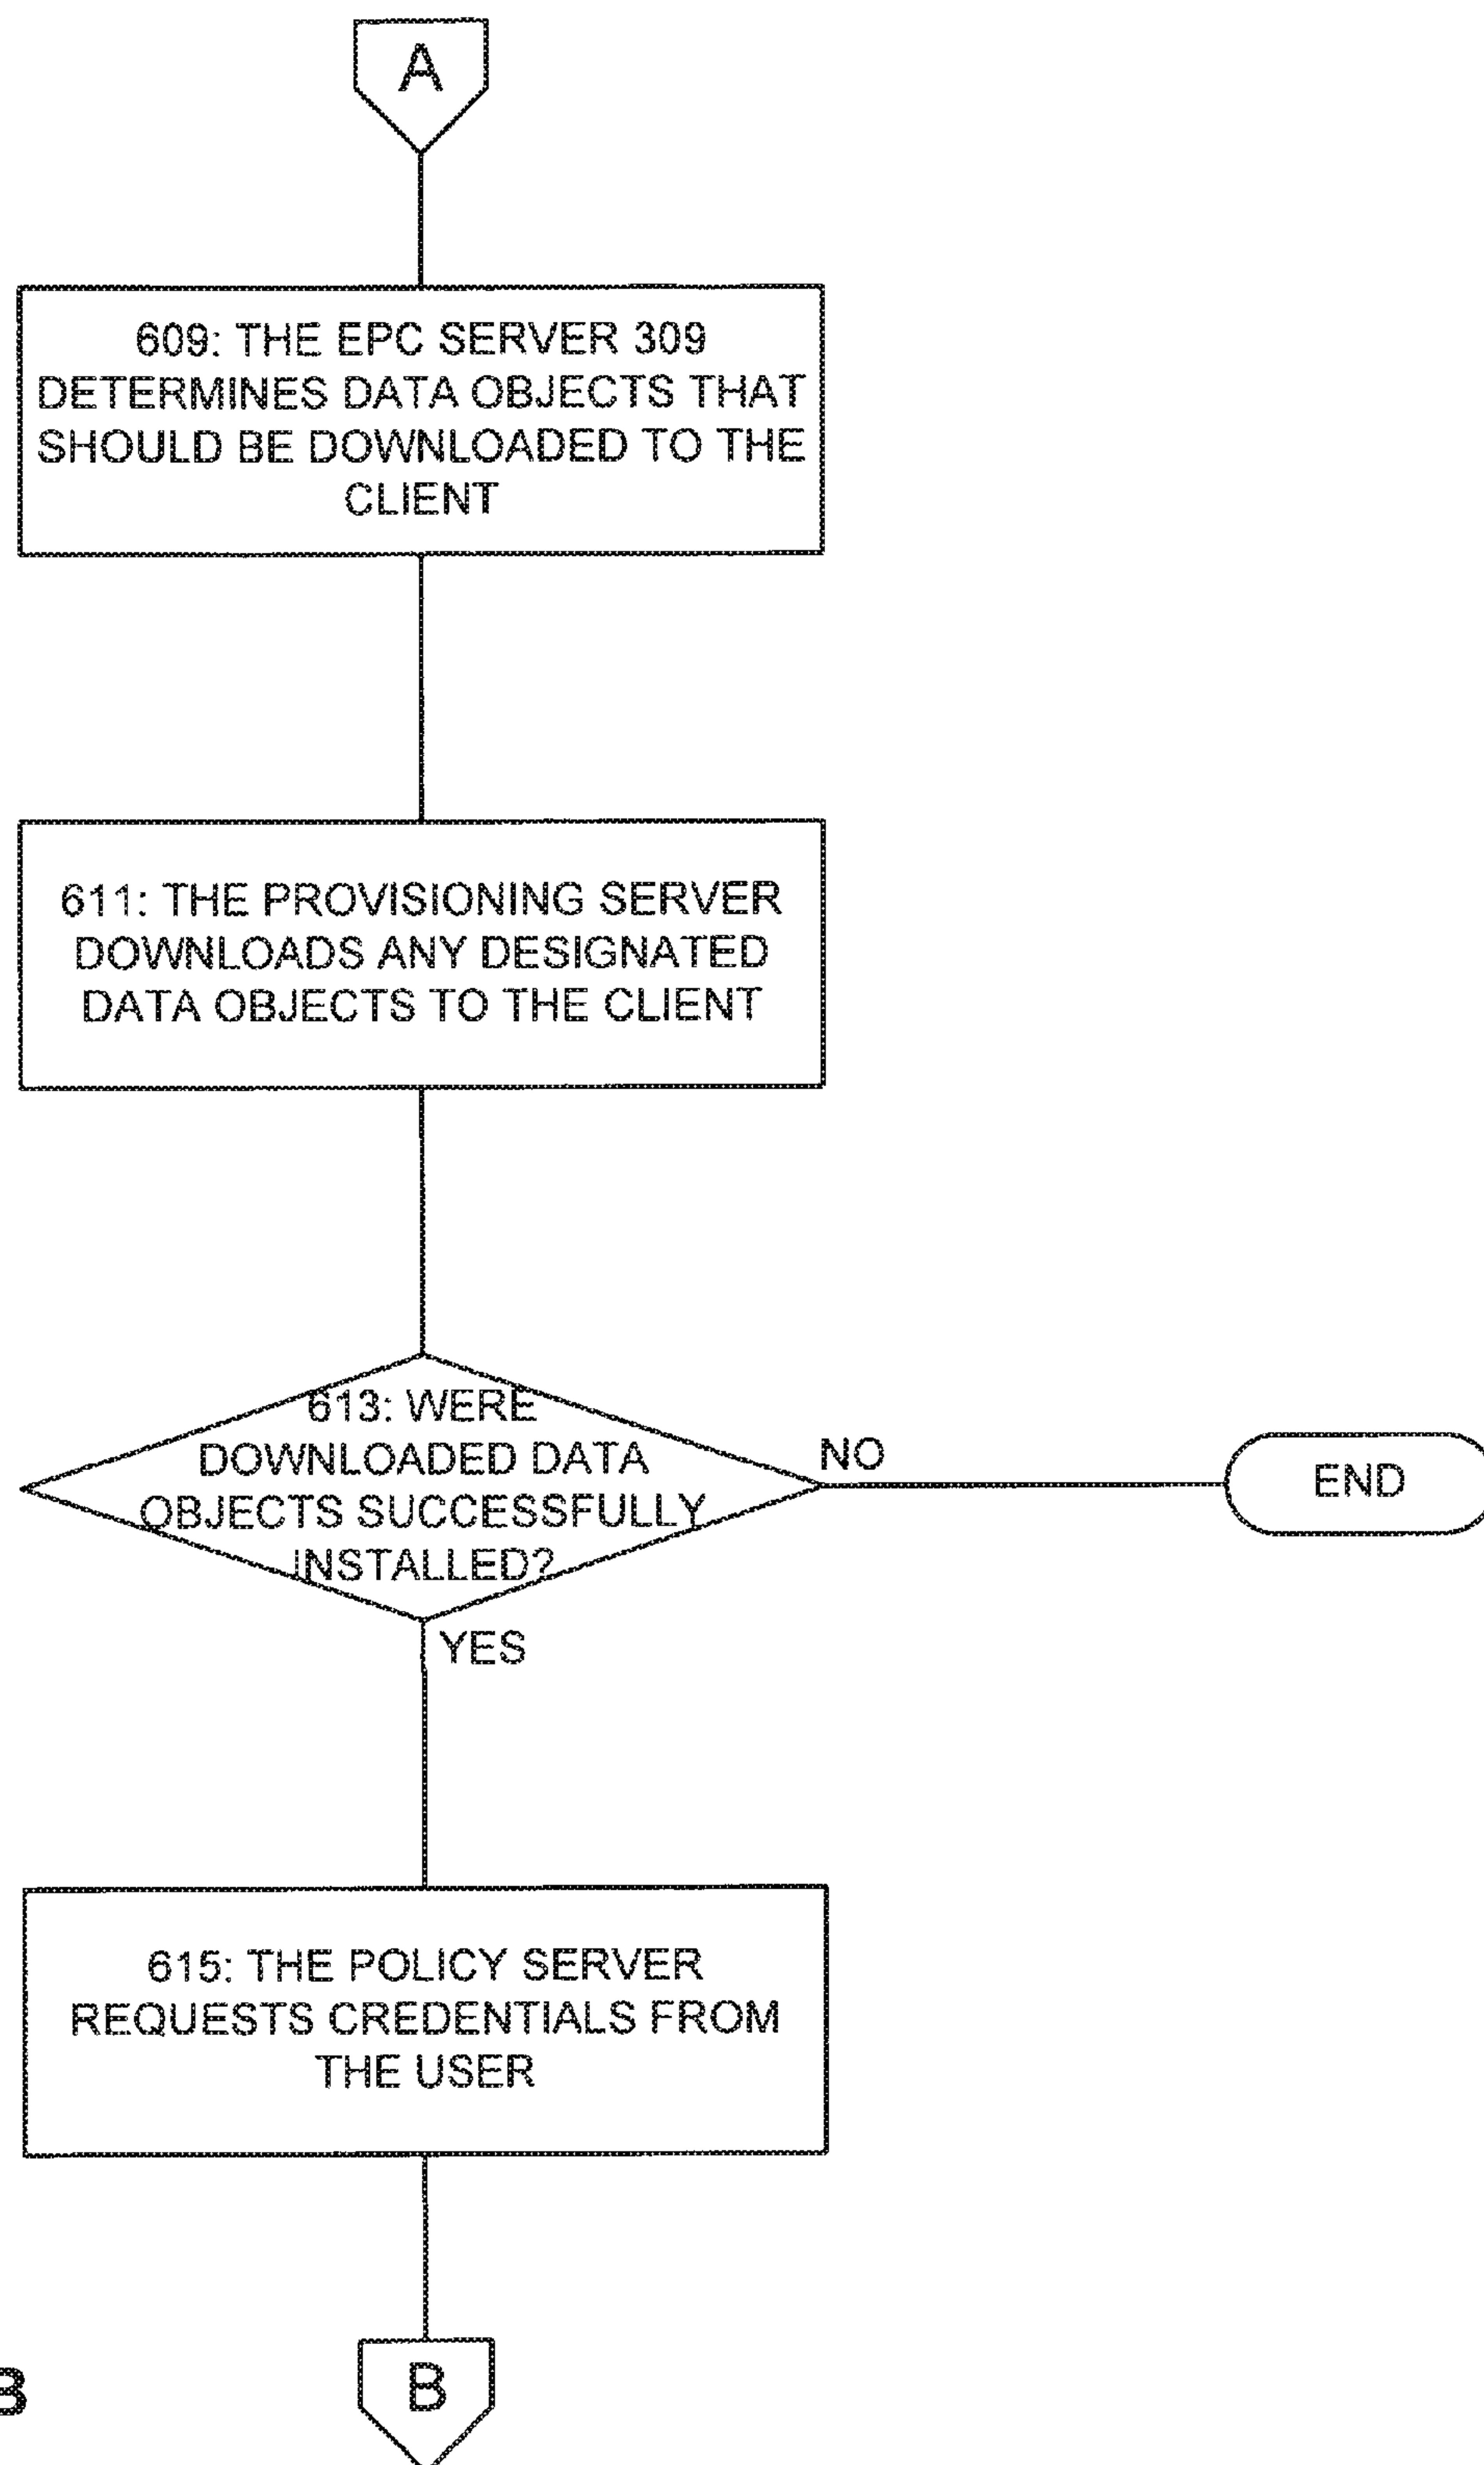 A
609: THE EPC SERVER 309
DETERMINES DATA OBJECTS THAT
SHOULD BE DOWNLOADED TO THE
CLIENT
611: THE PROVISIONING SERVER
DOWNLOADS ANY DESIGNATED
DATA OBJECTS TO THE CLIENT
613: WERE
DOWNLOADED DATA
OBJECTS SUCCESSFULLY
INSTALLED?
NO
END
YES
615: THE POLICY SERVER
REQUESTS CREDENTIALS FROM
THE USER
B
B